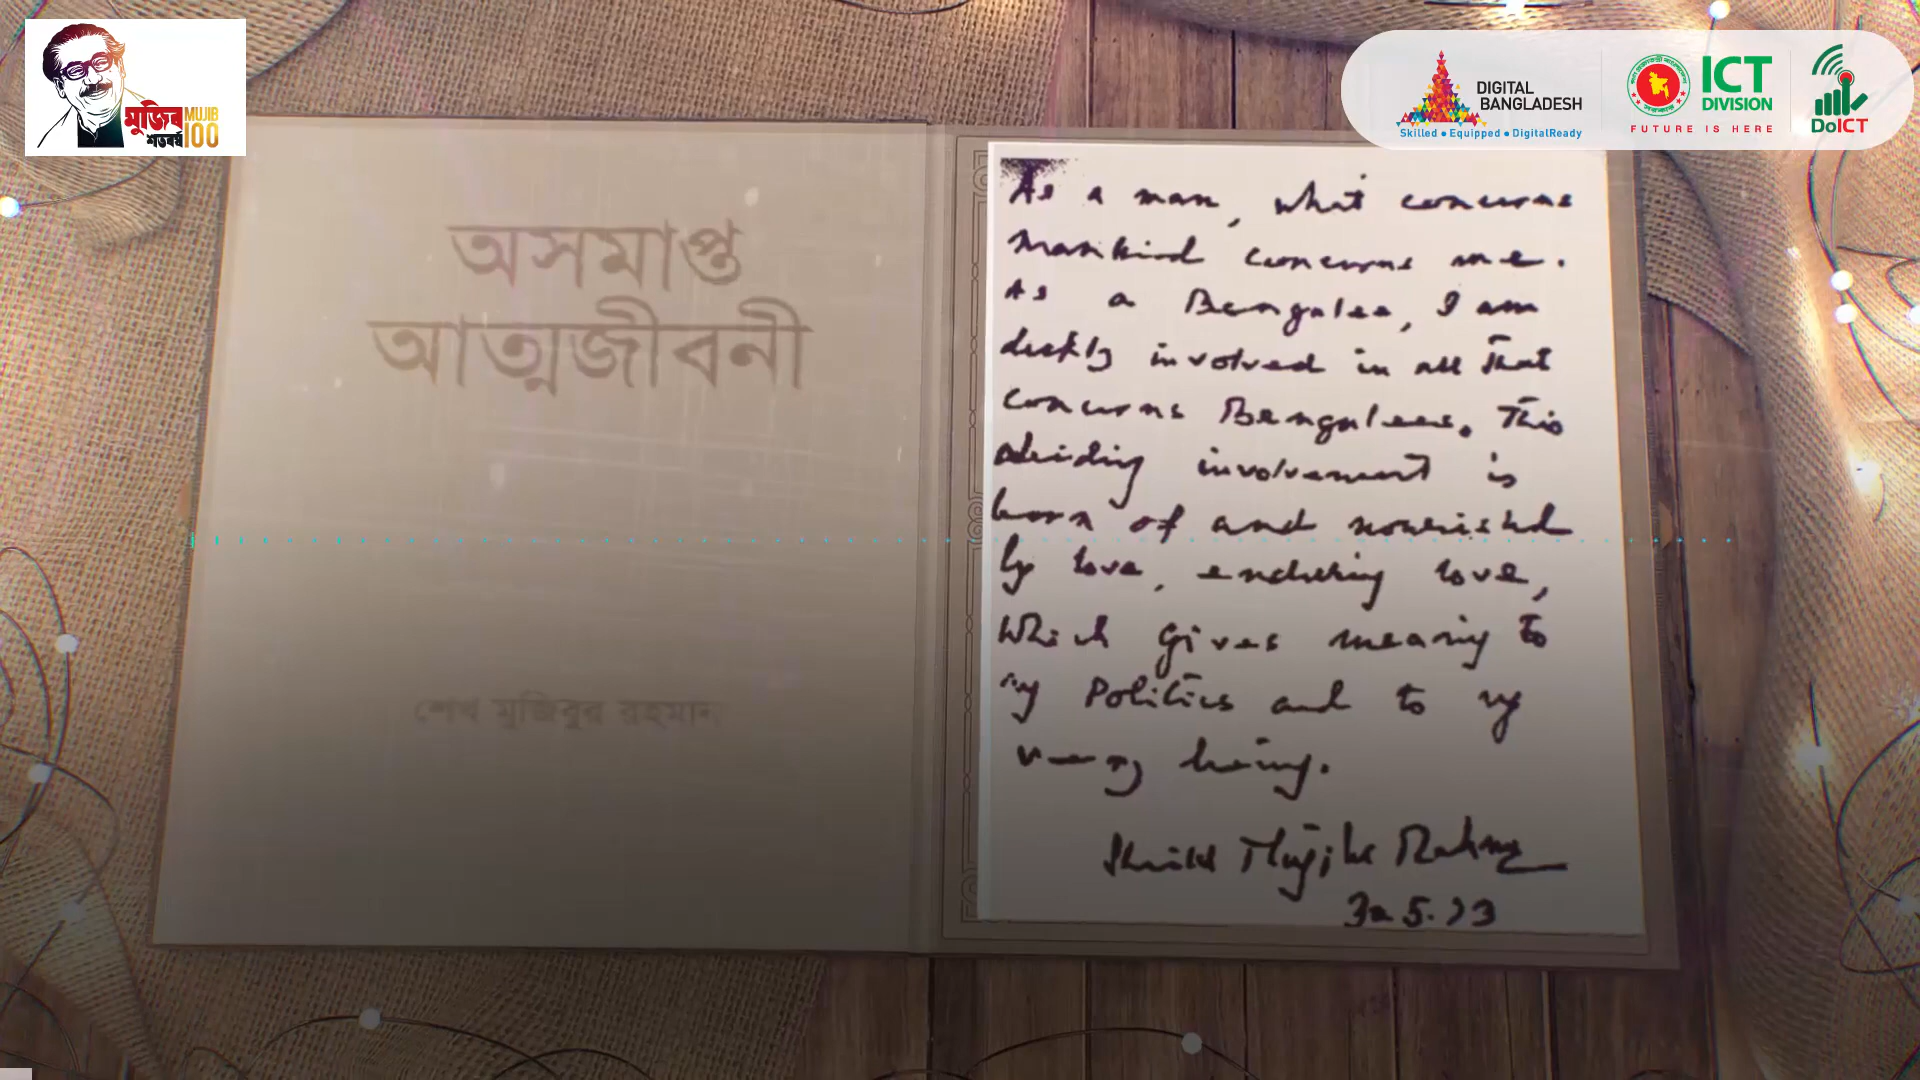 মুজিব
শতবর্ষ
MUJIB
100
DIGITAL
BANGLADESH
Skilled • Equipped • DigitalReady
ICT
DIVISION
FUTURE IS HERE
DoICT
অসমাপ্ত
আত্মজীবনী
শেখ মুজিবুর রহমান
As a man, what concerns
mankind concerns me.
As a Bengalee, I am
deeply involved in all that
concerns Bengalees. This
abiding involvement is
born of and nourished
by love, enduring love,
which gives meaning to
my politics and to my
very being.
Sheikh Mujibur Rahman
30.5.73